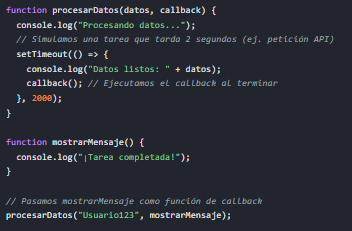 function procesarDatos(datos, callback) {
  console.log("Procesando datos...");
  // Simulamos una tarea que tarda 2 segundos (ej. petición API)
  setTimeout(() => {
    console.log("Datos listos: " + datos);
    callback(); // Ejecutamos el callback al terminar
  }, 2000);
}

function mostrarMensaje() {
  console.log("¡Tarea completada!");
}

// Pasamos mostrarMensaje como función de callback
procesarDatos("Usuario123", mostrarMensaje);